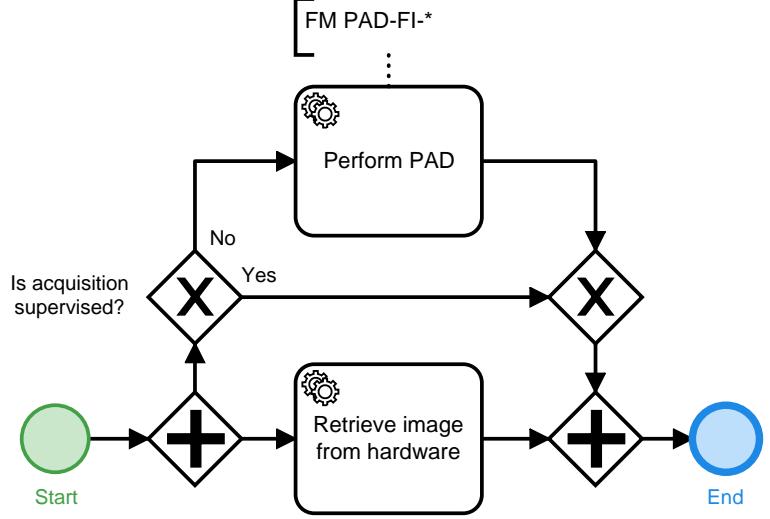 FM PAD-FI-*
Perform PAD
No
Yes
Is acquisition
supervised?
Retrieve image
from hardware
Start
End